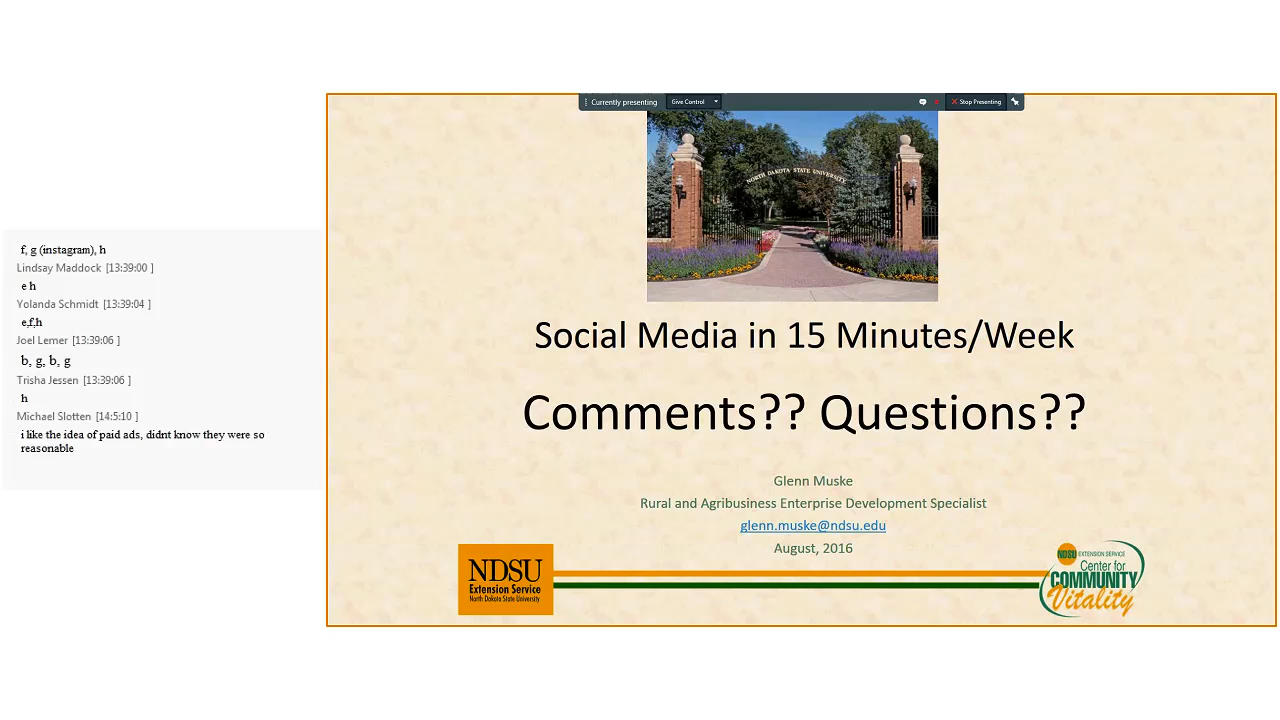 f, g (instagram), h
Lindsay Maddock [13:39:00 ]
e h
Yolanda Schmidt [13:39:04 ]
e,f,h
Joel Lemer [13:39:06 ]
b, g, b, g
Trisha Jessen [13:39:06 ]
h
Michael Slotten [14:5:10 ]
i like the idea of paid ads, didnt know they were so
reasonable
Currently presenting
Give Control
Stop Presenting
NORTH DAKOTA STATE UNIVERSITY
Social Media in 15 Minutes/Week
Comments?? Questions??
Glenn Muske
Rural and Agribusiness Enterprise Development Specialist
glenn.muske@ndsu.edu
August, 2016
NDSU
Extension Service
North Dakota State University
NDSU EXTENSION SERVICE
Center for
COMMUNITY
Vitality